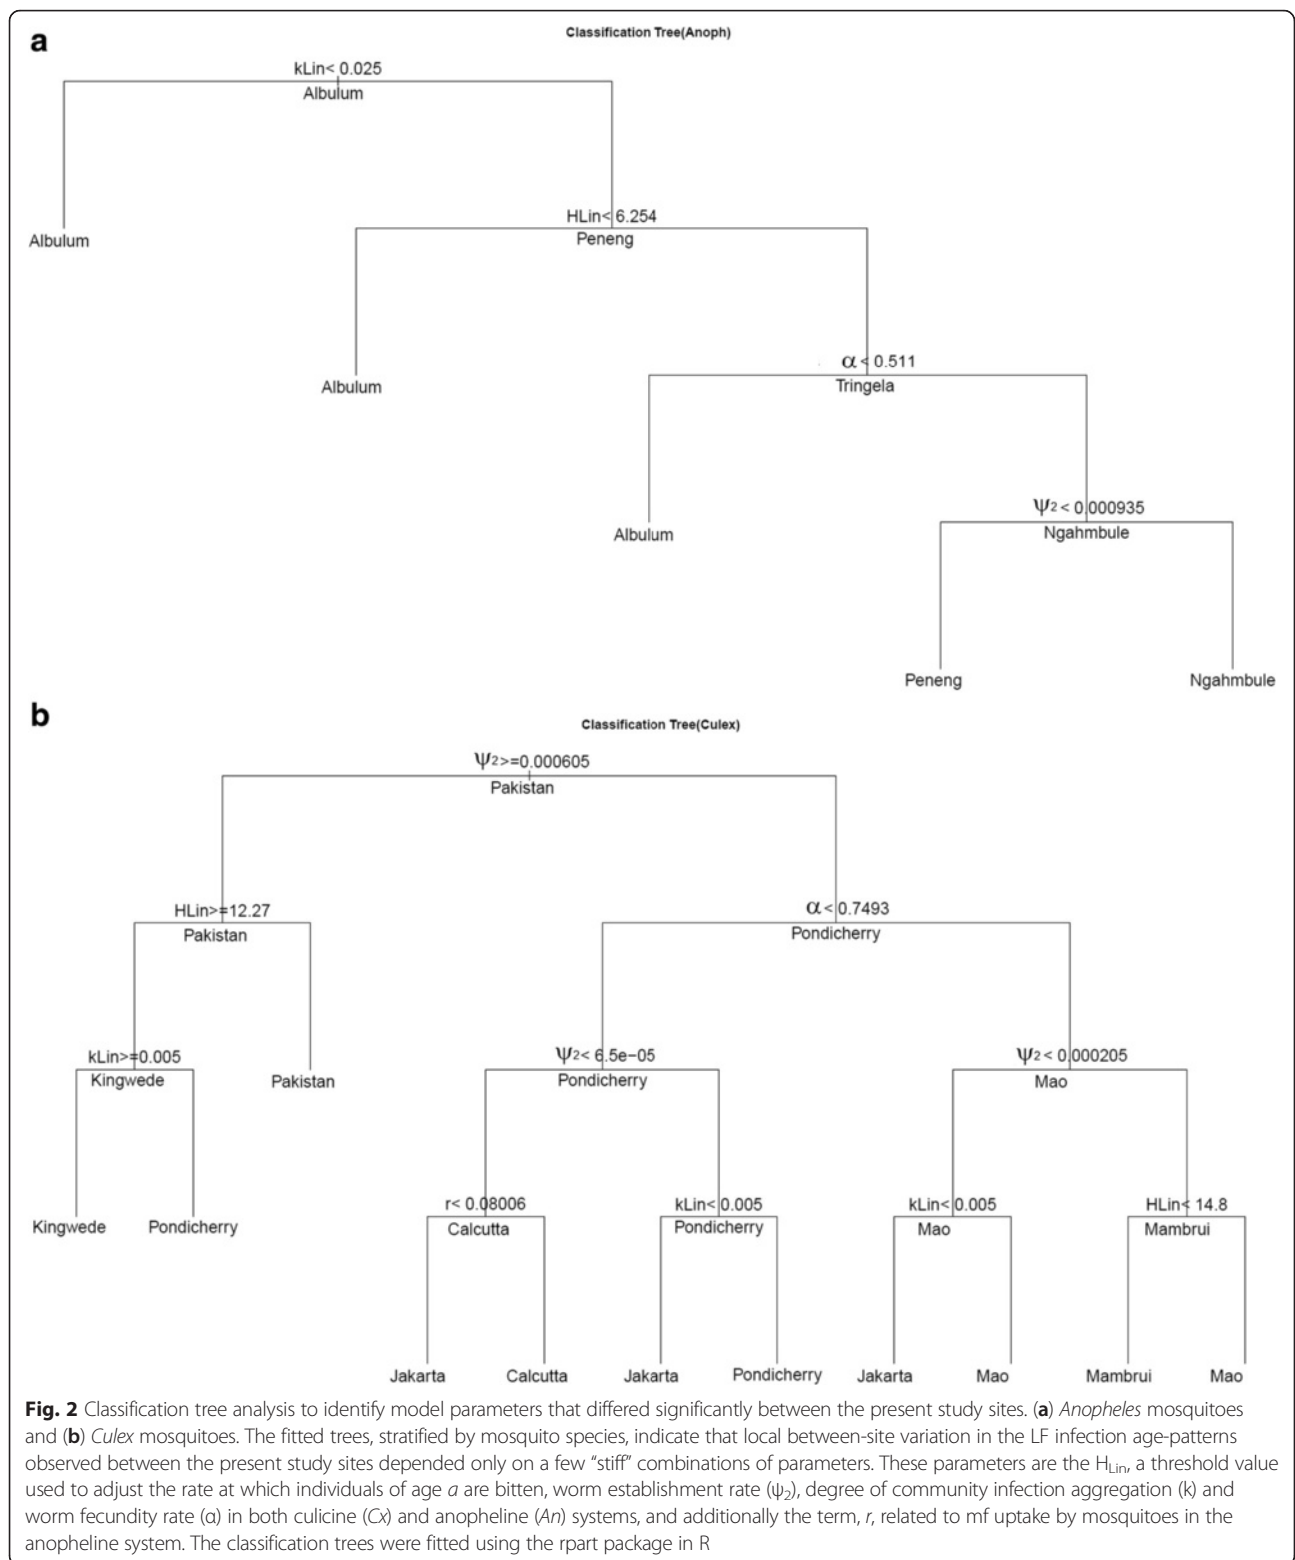 a
Classification Tree(Anoph)
kLin< 0.025
Albulum
HLin< 6.254
Albulum
Peneng
α < 0.511
Albulum
Tringela
Ψ2 < 0.000935
Albulum
Ngahmbule
Peneng
Ngahmbule
b
Classification Tree(Culex)
Ψ2>=0.000605
Pakistan
HLin>=12.27
α< 0.7493
Pakistan
Pondicherry
kLin>=0.005
Ψ2< 6.5e−05
Ψ2 < 0.000205
Kingwede
Pakistan
Pondicherry
Mao
r< 0.08006
kLin< 0.005
kLin< 0.005
HLin< 14.8
Kingwede
Pondicherry
Calcutta
Pondicherry
Mao
Mambrui
Jakarta
Calcutta
Jakarta
Pondicherry
Jakarta
Mao
Mambrui
Mao
Fig. 2 Classification tree analysis to identify model parameters that differed significantly between the present study sites. (a) Anopheles mosquitoes
and (b) Culex mosquitoes. The fitted trees, stratified by mosquito species, indicate that local between-site variation in the LF infection age-patterns
observed between the present study sites depended only on a few “stiff” combinations of parameters. These parameters are the HLin, a threshold value
used to adjust the rate at which individuals of age a are bitten, worm establishment rate (ψ2), degree of community infection aggregation (k) and
worm fecundity rate (α) in both culicine (Cx) and anopheline (An) systems, and additionally the term, r, related to mf uptake by mosquitoes in the
anopheline system. The classification trees were fitted using the rpart package in R